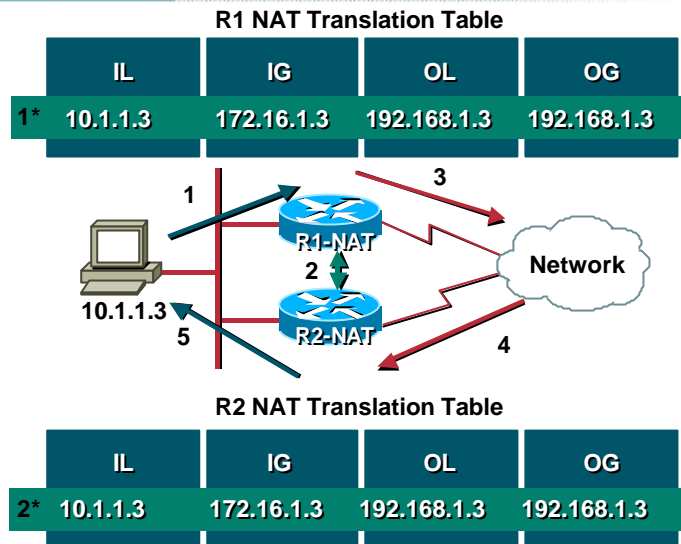 R1 NAT Translation Table
IL IG OL OG
1* 10.1.1.3 172.16.1.3 192.168.1.3 192.168.1.3
1
3
R1-NAT
2
Network
10.1.1.3
R2-NAT
5
4
R2 NAT Translation Table
IL IG OL OG
2* 10.1.1.3 172.16.1.3 192.168.1.3 192.168.1.3